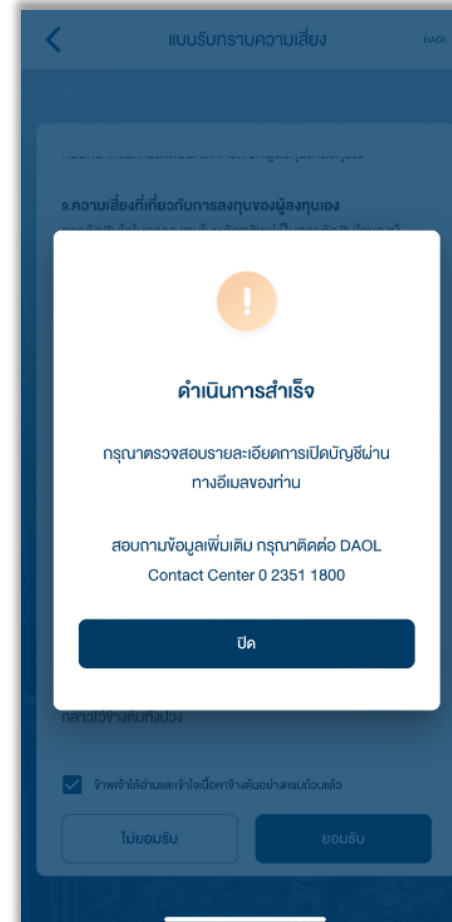 แบบรับทราบความเสี่ยง
DAOL
๑.ความเสี่ยงที่เกี่ยวกับการลงทุนของผู้ลงทุนเอง
ดำเนินการสำเร็จ
กรุณาตรวจสอบรายละเอียดการเปิดบัญชีผ่าน
ทางอีเมลของท่าน
สอบถามข้อมูลเพิ่มเติม กรุณาติดต่อ DAOL
Contact Center 0 2351 1800
ปิด
กล่าวไว้ข้างต้นทั้งปวง
ข้าพเจ้าได้อ่านและเข้าใจเนื้อหาข้างต้นอย่างครบถ้วนแล้ว
ไม่ยอมรับ
ยอมรับ